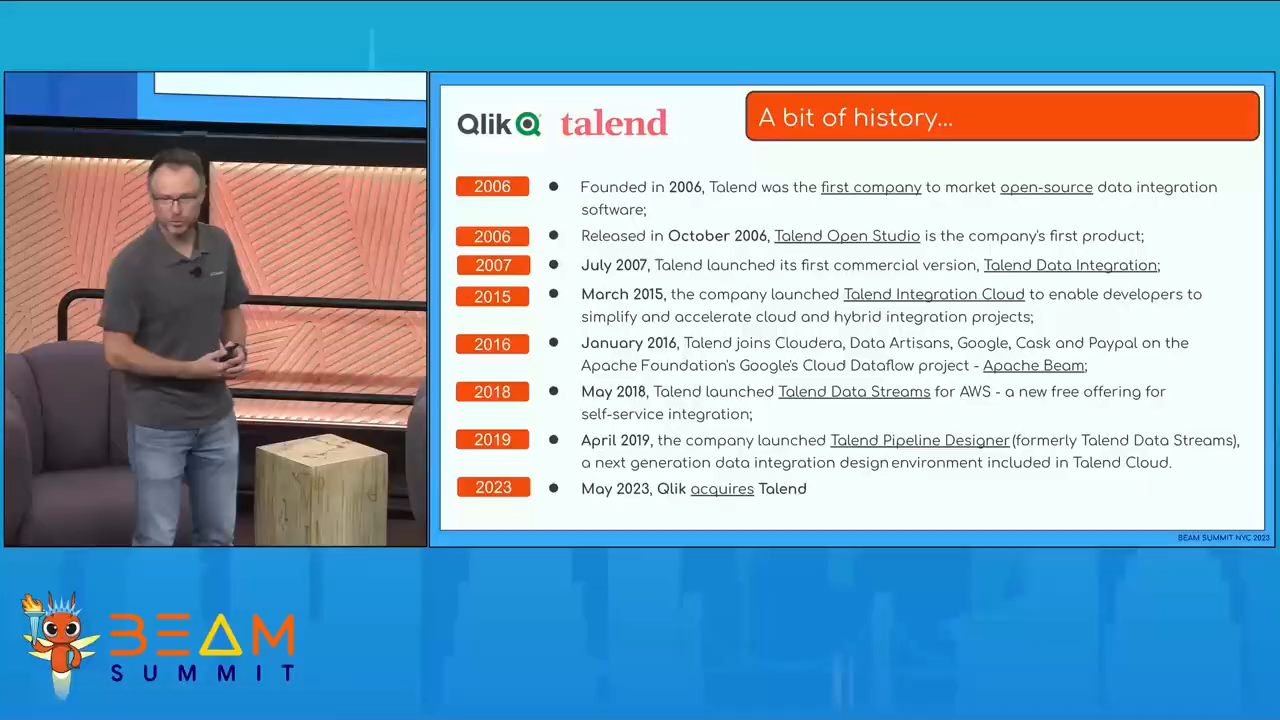 Qlik talend
A bit of history...
2006
Founded in 2006, Talend was the first company to market open-source data integration
software;
2006
Released in October 2006, Talend Open Studio is the company's first product;
2007
July 2007, Talend launched its first commercial version, Talend Data Integration;
2015
March 2015, the company launched Talend Integration Cloud to enable developers to
simplify and accelerate cloud and hybrid integration projects;
2016
January 2016, Talend joins Cloudera, Data Artisans, Google, Cask and Paypal on the
Apache Foundation's Google's Cloud Dataflow project - Apache Beam;
2018
May 2018, Talend launched Talend Data Streams for AWS - a new free offering for
self-service integration;
2019
April 2019, the company launched Talend Pipeline Designer (formerly Talend Data Streams),
a next generation data integration design environment included in Talend Cloud.
2023
May 2023, Qlik acquires Talend
BEAM SUMMIT NYC 2023
BEAM
SUMMIT